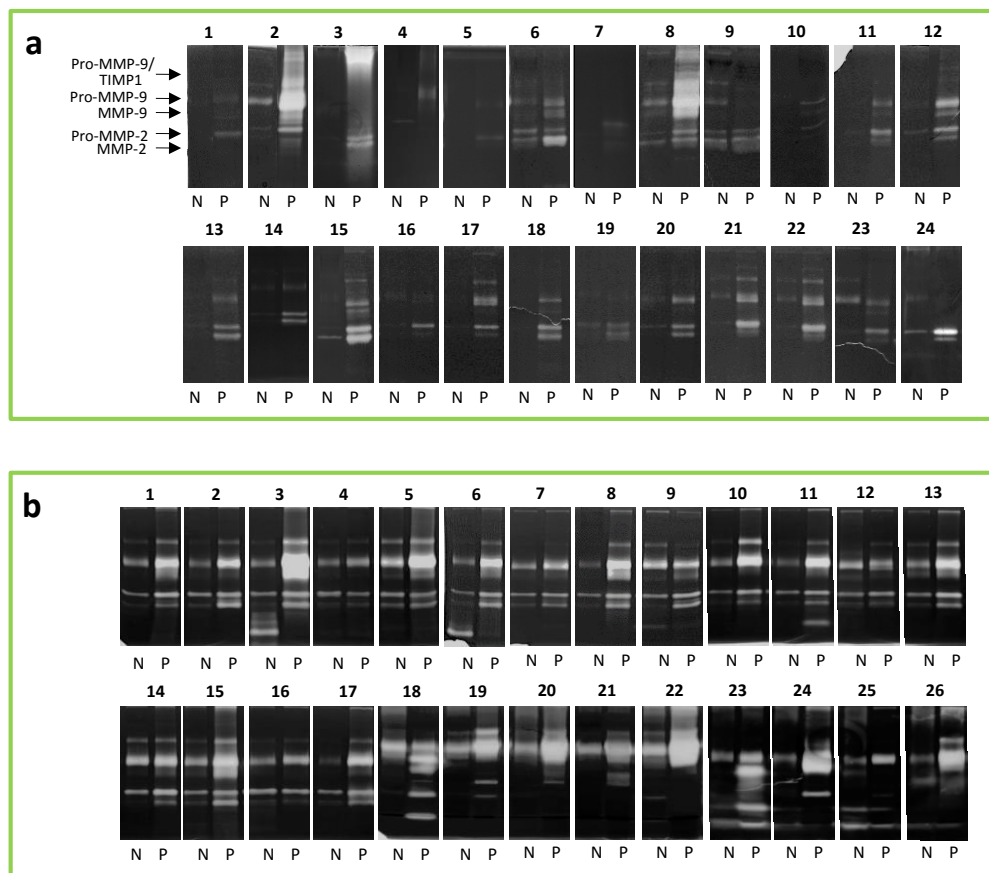 a
1 2 3 4 5 6 7 8 9 10 11 12
Pro-MMP-9/
TIMP1
Pro-MMP-9
MMP-9
Pro-MMP-2
MMP-2
N P N P N P N P N P N P N P N P N P N P N P N P
13 14 15 16 17 18 19 20 21 22 23 24
N P N P N P N P N P N P N P N P N P N P N P N P
b
1 2 3 4 5 6 7 8 9 10 11 12 13
N P N P N P N P N P N P N P N P N P N P N P N P N P
14 15 16 17 18 19 20 21 22 23 24 25 26
N P N P N P N P N P N P N P N P N P N P N P N P N P